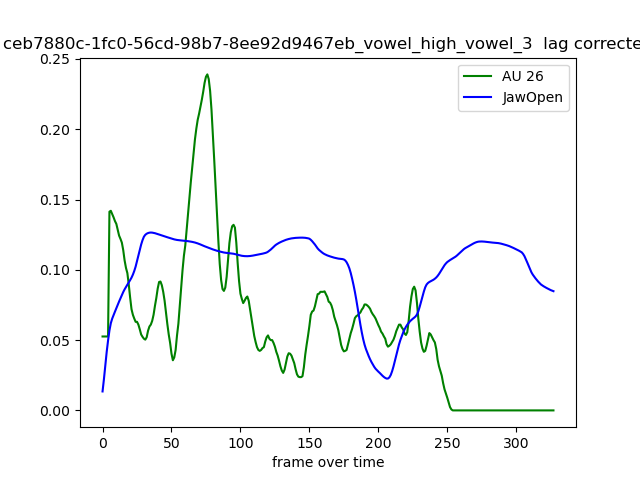 ceb7880c-1fc0-56cd-98b7-8ee92d9467eb_vowel_high_vowel_3 lag correcte
0.25
AU 26
JawOpen
0.20
0.15
0.10
0.05
0.00
0 50 100 150 200 250 300
frame over time